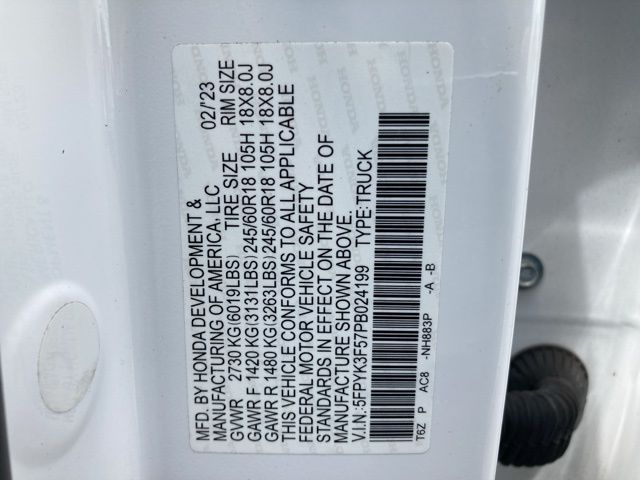 MFD. BY HONDA DEVELOPMENT & 02/'23
MANUFACTURING OF AMERICA, LLC
GVWR 2730 KG(6019LBS) TIRE SIZE RIM SIZE
GAWR F 1420 KG(3131LBS)245/60R18 105H 18X8.0J
GAWR R 1480 KG(3263LBS)245/60R18 105H 18X8.0J
THIS VEHICLE CONFORMS TO ALL APPLICABLE
FEDERAL MOTOR VEHICLE SAFETY
STANDARDS IN EFFECT ON THE DATE OF
MANUFACTURE SHOWN ABOVE.
V.I.N:5FPYK3F57PB024199 TYPE:TRUCK
T6Z P AC8 -NH883P -A -B